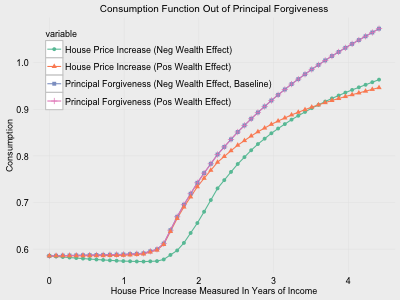 Consumption Function Out of Principal Forgiveness
variable
House Price Increase (Neg Wealth Effect)
House Price Increase (Pos Wealth Effect)
Principal Forgiveness (Neg Wealth Effect, Baseline)
Principal Forgiveness (Pos Wealth Effect)
Consumption
1.0
0.9
0.8
0.7
0.6
0 1 2 3 4
House Price Increase Measured In Years of Income